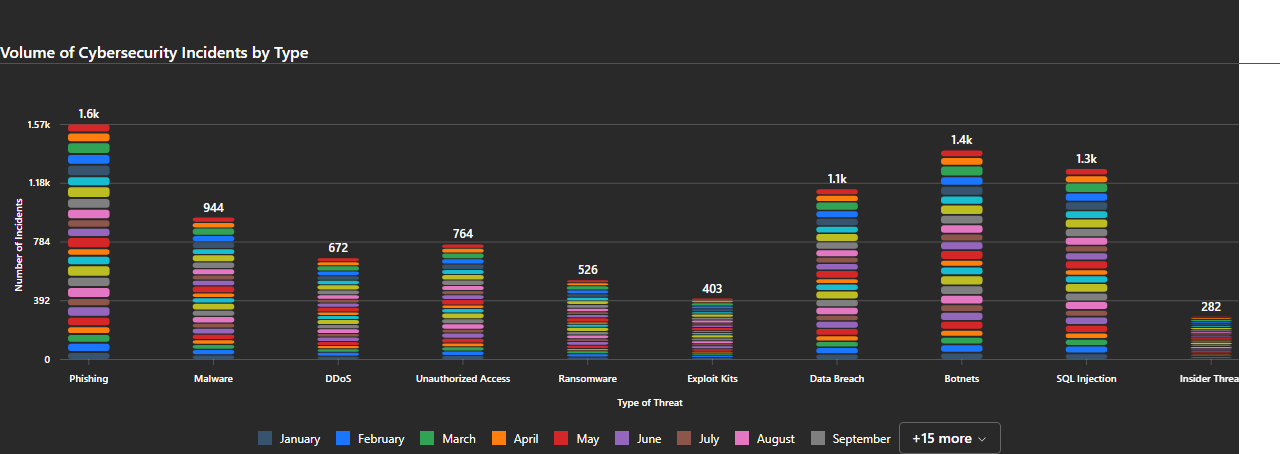 Volume of Cybersecurity Incidents by Type
Number of Incidents
1.57k
1.18k
784
392
0
1.6k
944
672
764
526
403
1.1k
1.4k
1.3k
282
Phishing
Malware
DDoS
Unauthorized Access
Ransomware
Exploit Kits
Data Breach
Botnets
SQL Injection
Insider Threa
Type of Threat
January
February
March
April
May
June
July
August
September
+15 more